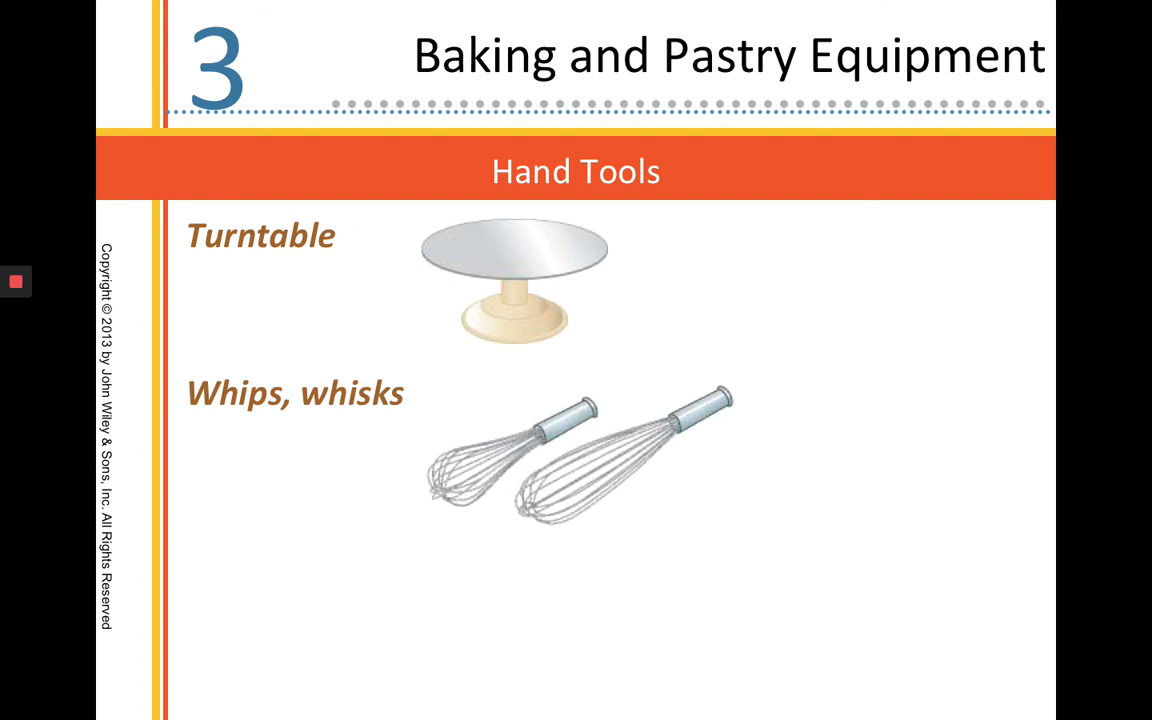 3
Baking and Pastry Equipment
Hand Tools
Turntable
Whips, whisks
Copyright © 2013 by John Wiley & Sons, Inc. All Rights Reserved